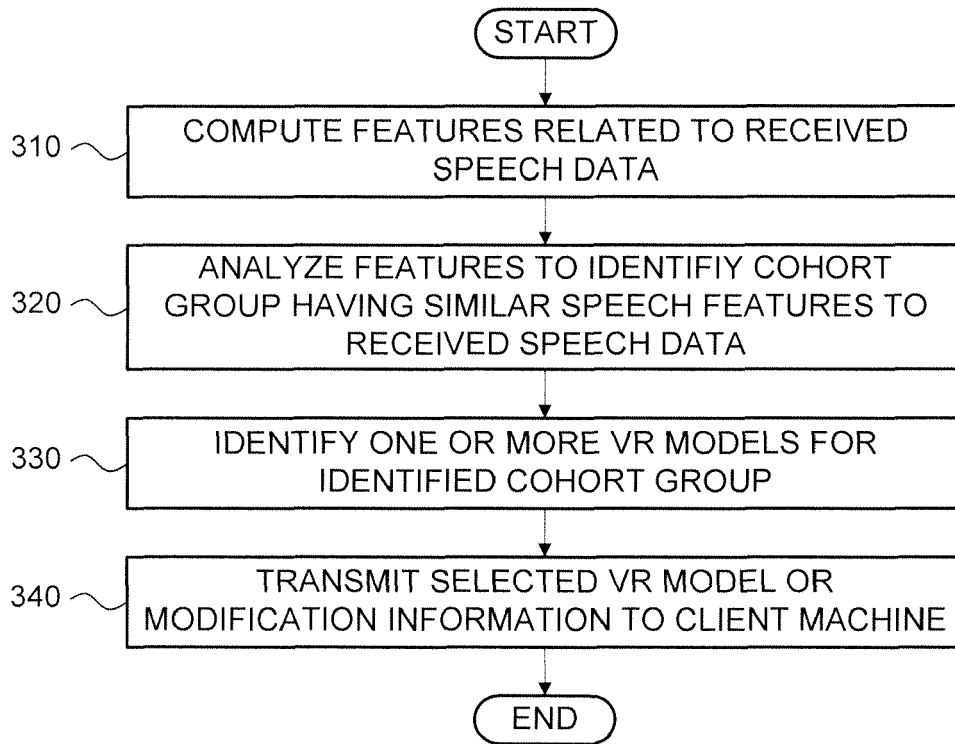 START
310
COMPUTE FEATURES RELATED TO RECEIVED
SPEECH DATA
320
ANALYZE FEATURES TO IDENTIFIY COHORT
GROUP HAVING SIMILAR SPEECH FEATURES TO
RECEIVED SPEECH DATA
330
IDENTIFY ONE OR MORE VR MODELS FOR
IDENTIFIED COHORT GROUP
340
TRANSMIT SELECTED VR MODEL OR
MODIFICATION INFORMATION TO CLIENT MACHINE
END